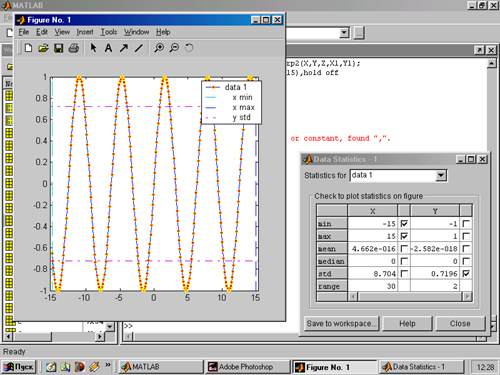 MATLAB
Figure No. 1
File Edit View Insert Tools Window Help
rp2(X,Y,Z,X1,Y1);
15),hold off
or constant, found ",".
data 1
x min
x max
y std
1
0.8
0.6
0.4
0.2
0
-0.2
-0.4
-0.6
-0.8
-1
-15 -10 -5 0 5 10 15
Data Statistics - 1
Statistics for data 1
Check to plot statistics on figure
X Y
min -15 -1
max 15 1
mean 4.662e-016 -2.582e-018
median 0 0
std 8.704 0.7196
range 30 2
Save to workspace... Help Close
>>
Ready
Пуск MATLAB Adobe Photoshop Figure No. 1 Data Statistics - 1 12:28